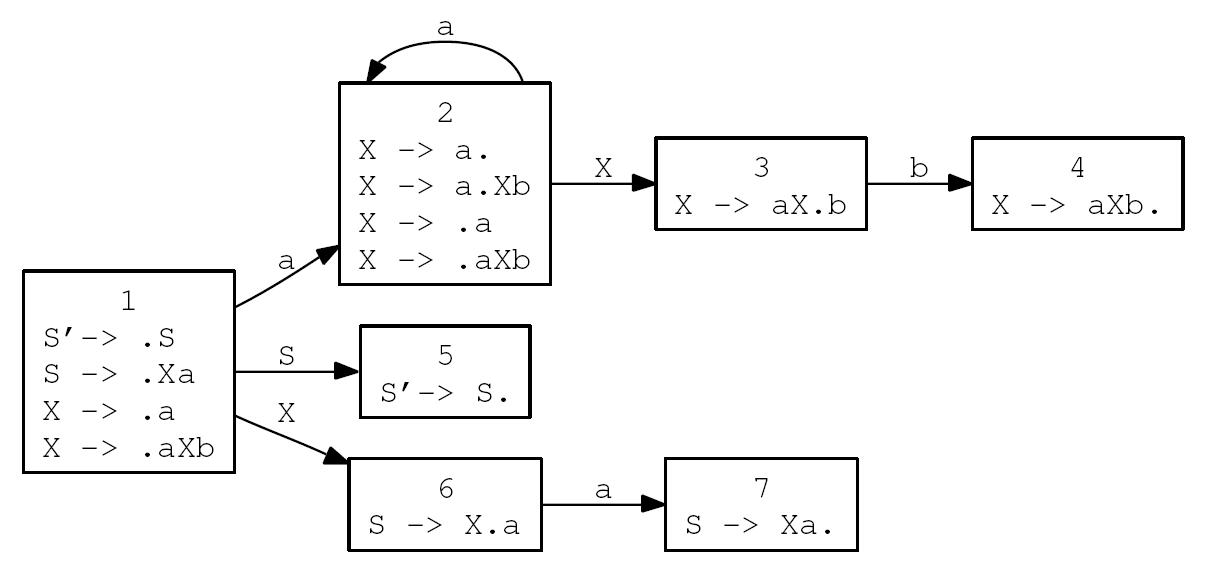 a
2
X -> a.
X -> a.Xb
X -> .a
X -> .aXb
X
3
X -> aX.b
b
4
X -> aXb.
a
1
S'-> .S
S -> .Xa
X -> .a
X -> .aXb
S
5
S'-> S.
X
6
S -> X.a
a
7
S -> Xa.